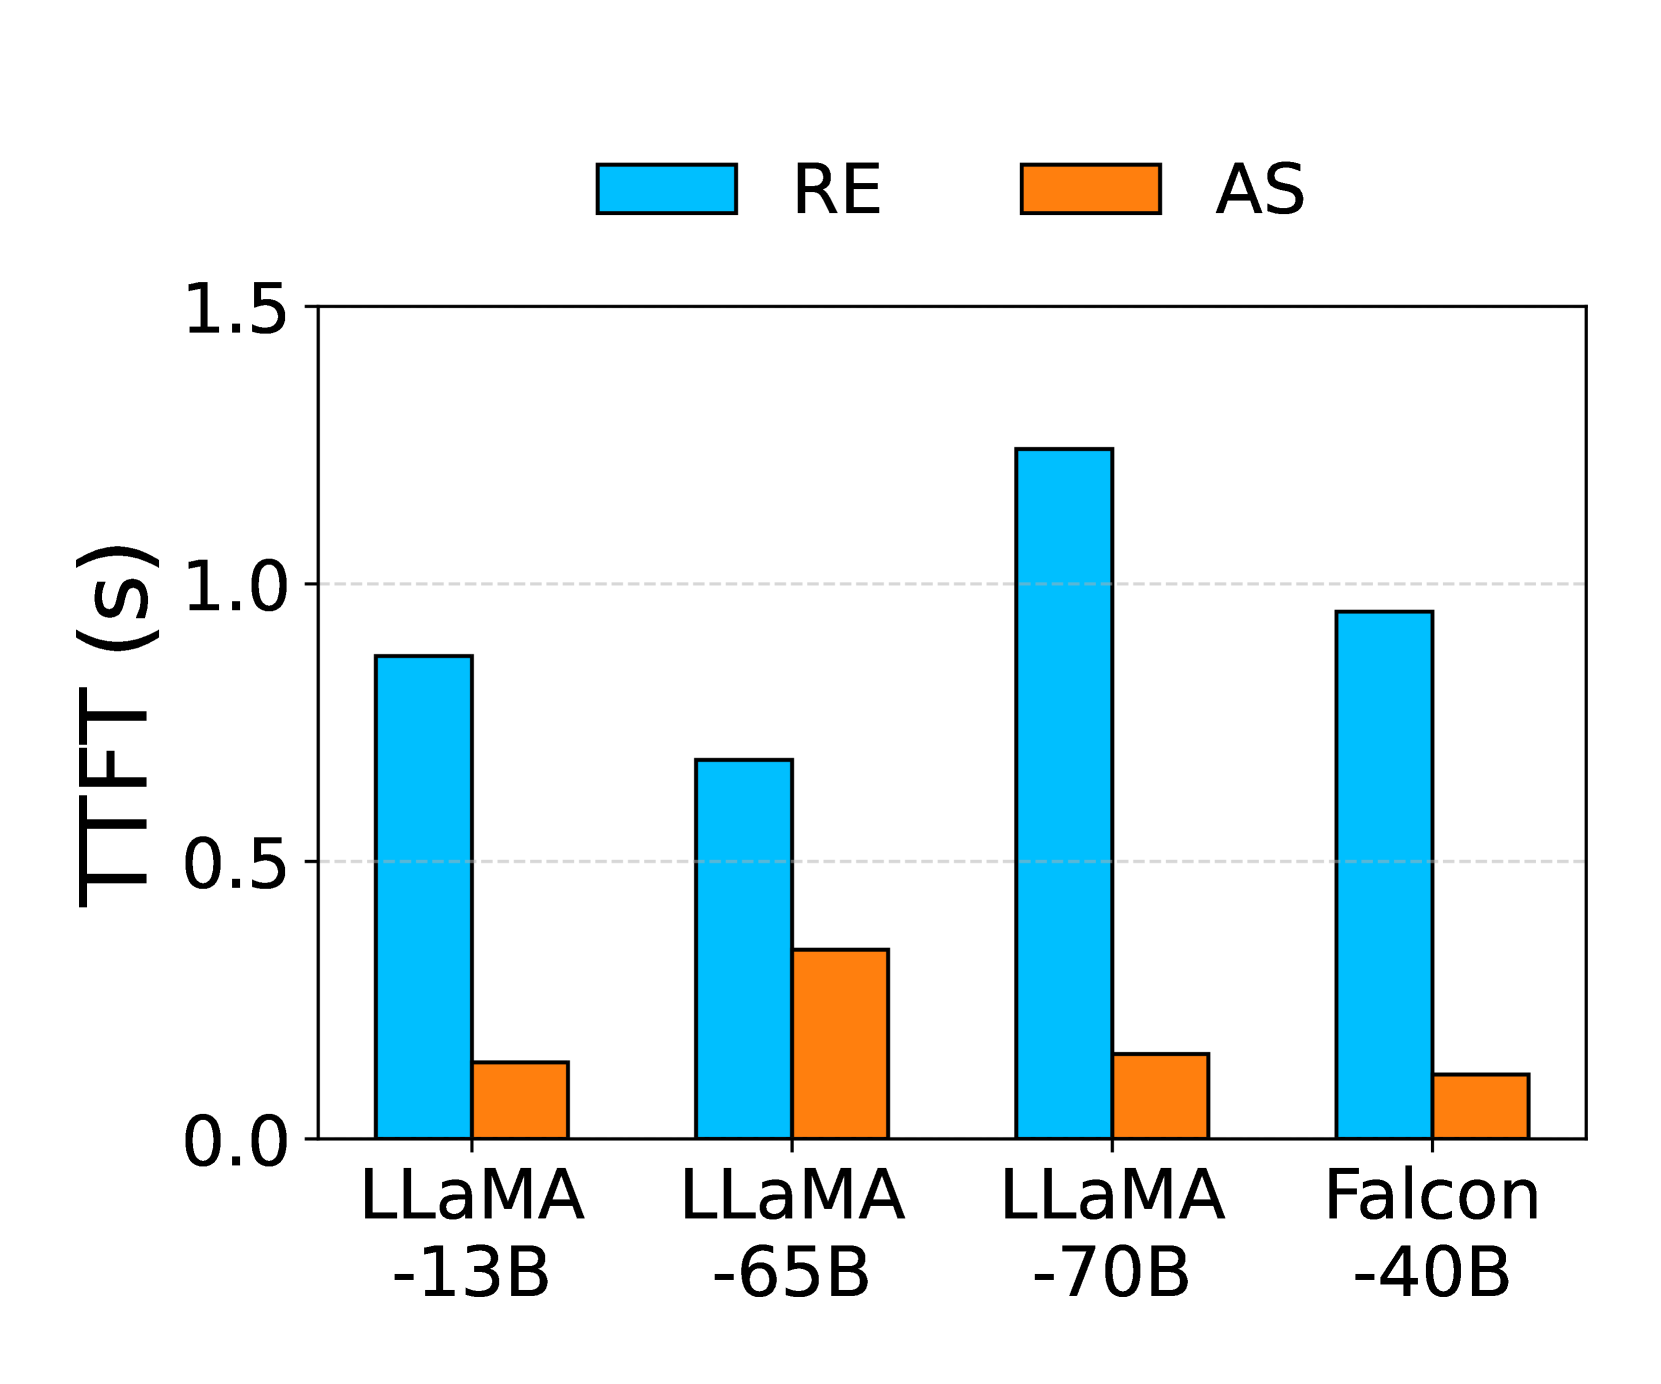 RE AS
TTFT (s)
1.5
1.0
0.5
0.0
LLaMA -13B
LLaMA -65B
LLaMA -70B
Falcon -40B